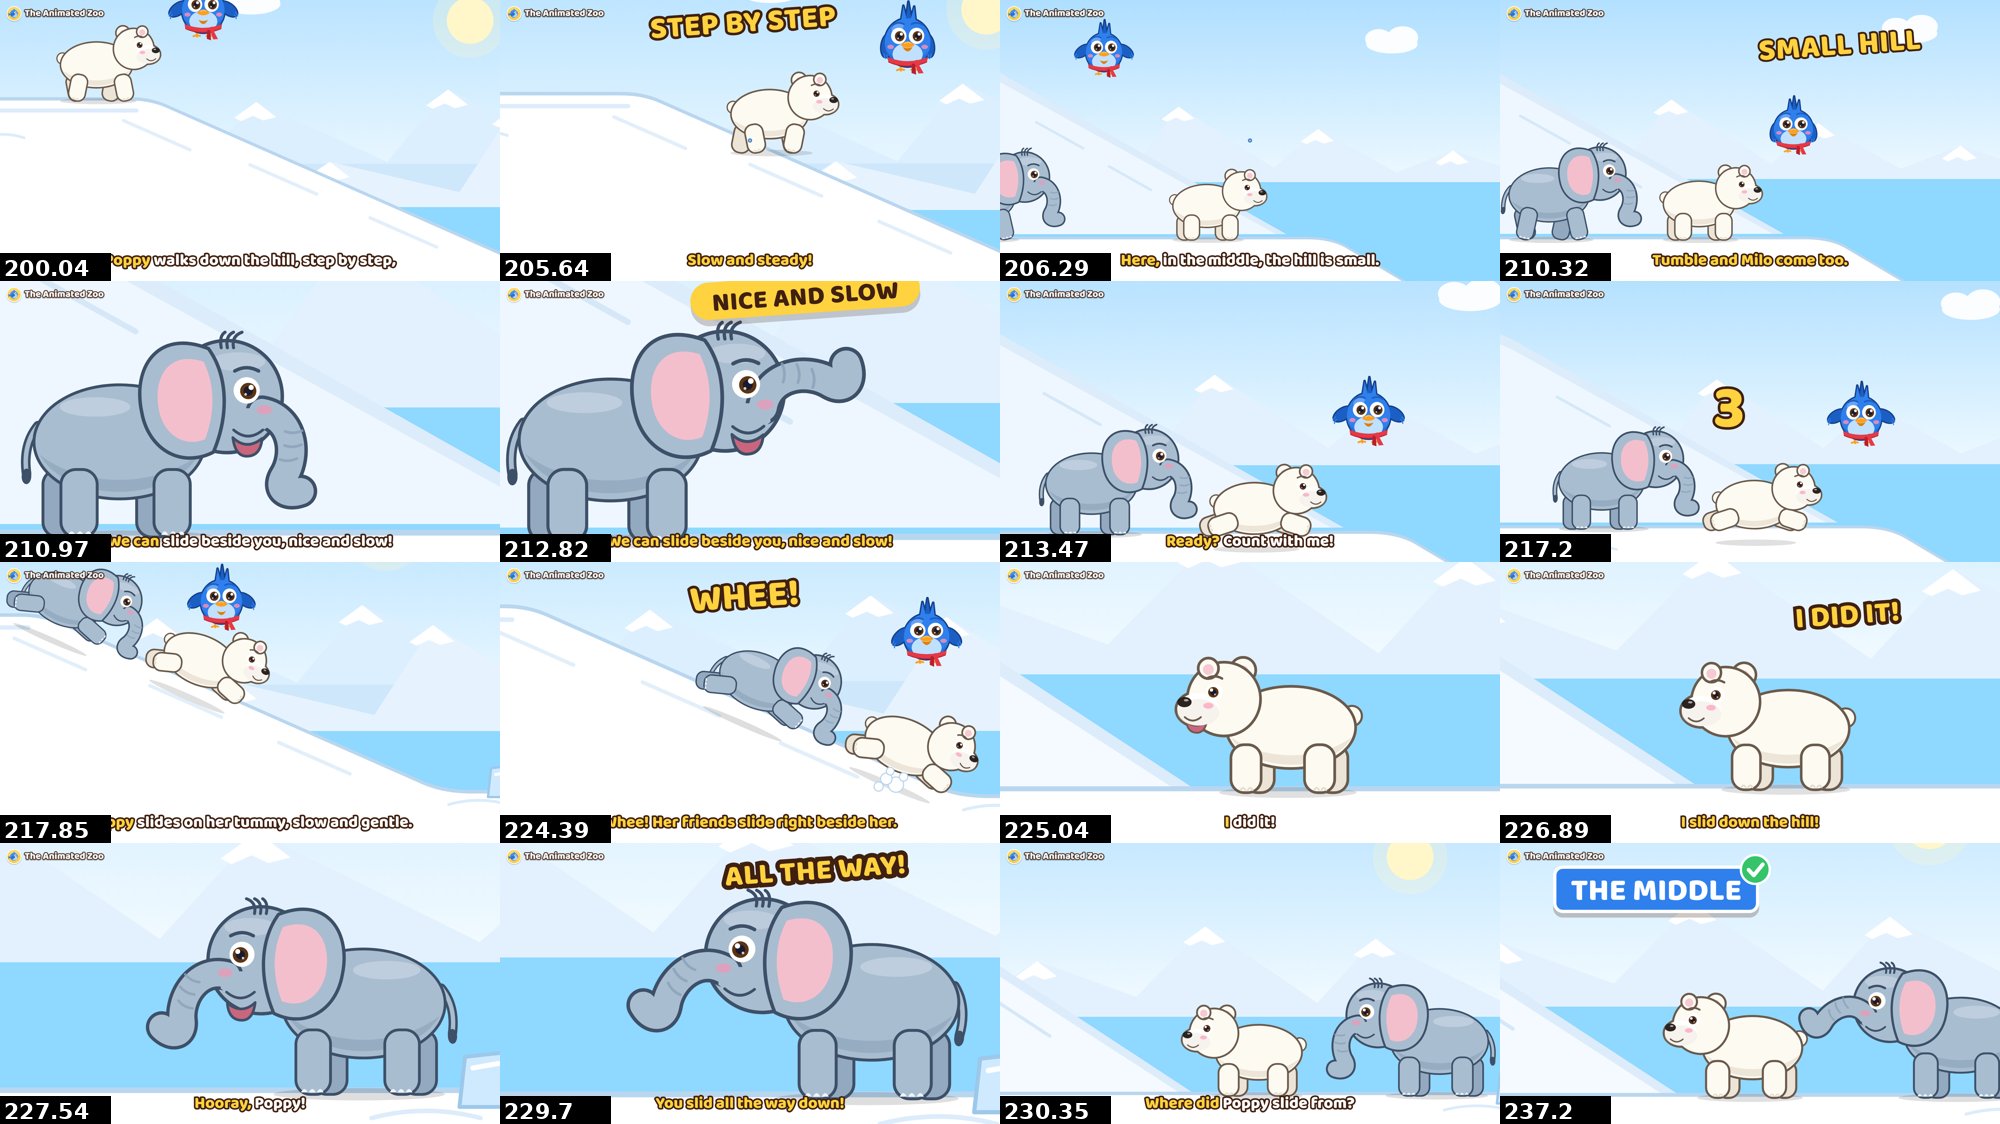 The Animated Zoo
Poppy walks down the hill, step by step,
200.04
The Animated Zoo
STEP BY STEP
Slow and steady!
205.64
The Animated Zoo
Here, in the middle, the hill is small.
206.29
The Animated Zoo
SMALL HILL
Tumble and Milo come too.
210.32
The Animated Zoo
We can slide beside you, nice and slow!
210.97
The Animated Zoo
NICE AND SLOW
We can slide beside you, nice and slow!
212.82
The Animated Zoo
Ready? Count with me!
213.47
The Animated Zoo
3
217.2
The Animated Zoo
slides on her tummy, slow and gentle.
217.85
The Animated Zoo
WHEE!
Whee! Her friends slide right beside her.
224.39
The Animated Zoo
I did it!
225.04
The Animated Zoo
I DID IT!
I slid down the hill!
226.89
The Animated Zoo
Hooray, Poppy!
227.54
The Animated Zoo
ALL THE WAY!
You slid all the way down!
229.7
The Animated Zoo
Where did Poppy slide from?
230.35
The Animated Zoo
THE MIDDLE
237.2